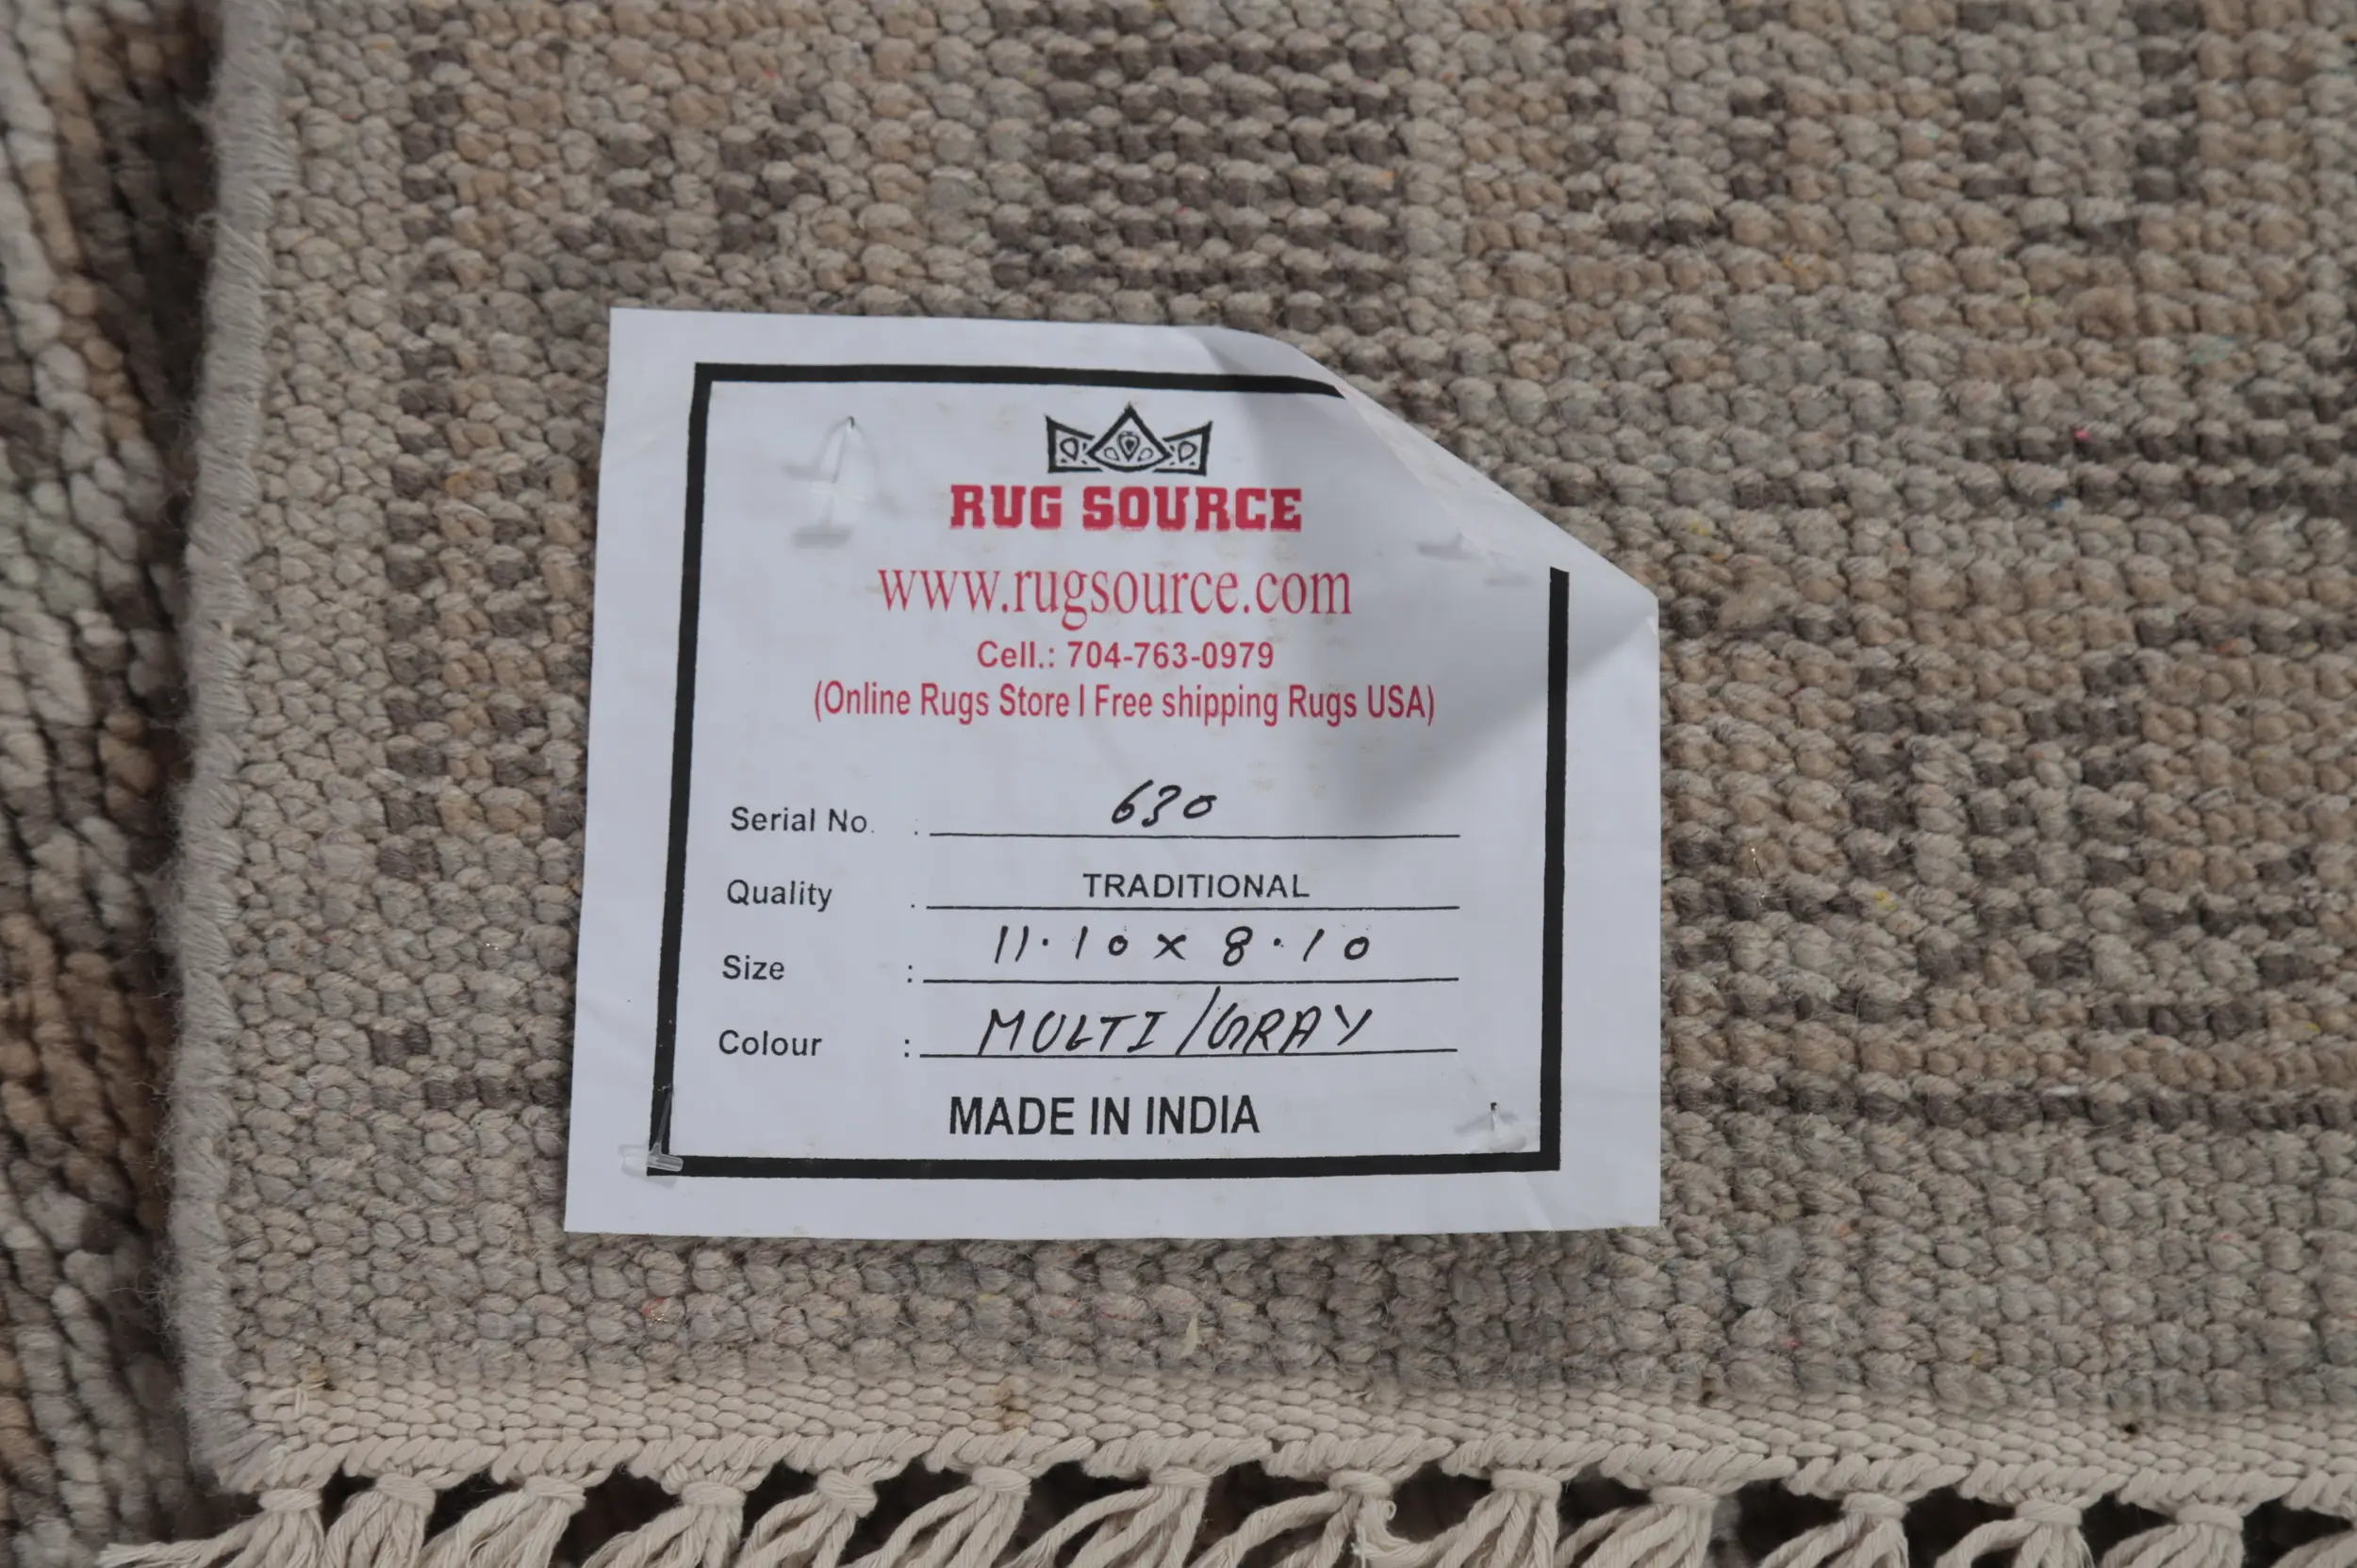 RUG SOURCE
www.rugsource.com
Cell.: 704-763-0979
(Online Rugs Store | Free shipping Rugs USA)
Serial No. : 630
Quality : TRADITIONAL
Size : 11.10 x 8.10
Colour : MULTI/GRAY
MADE IN INDIA